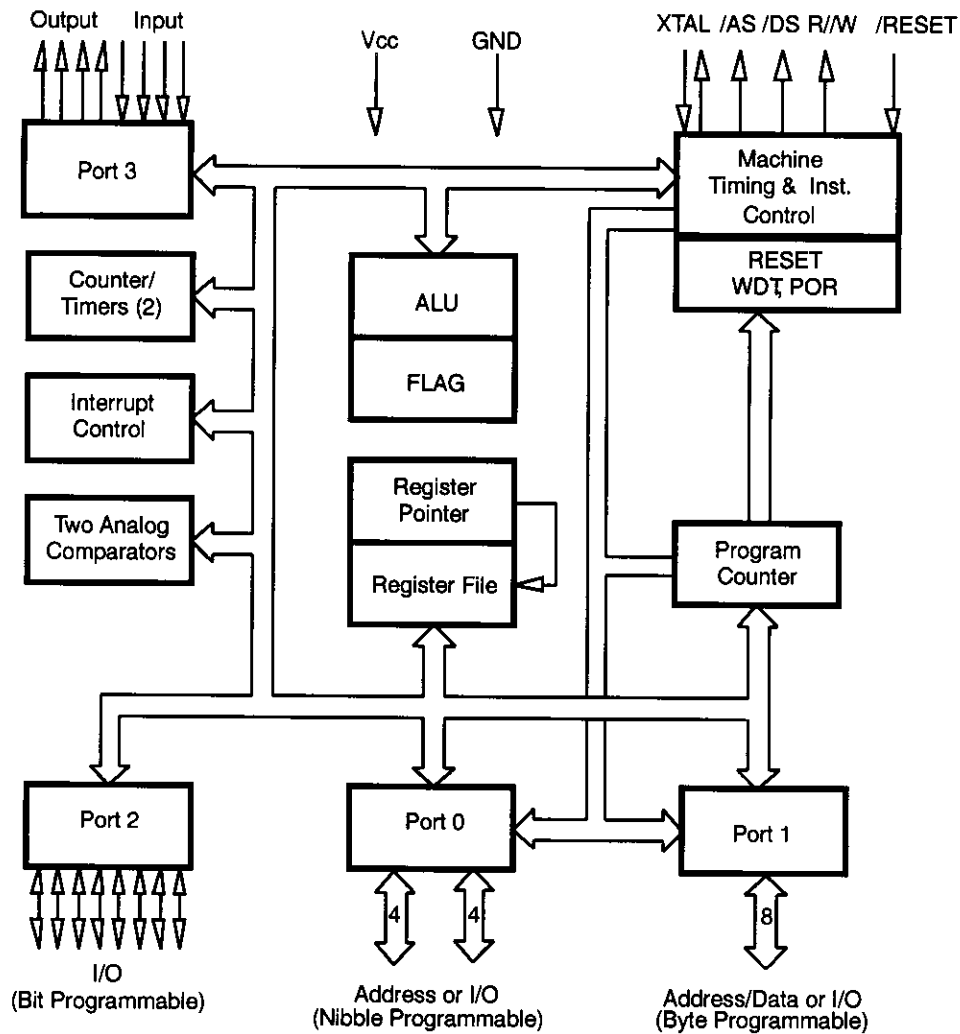 Output Input
Vcc
GND
XTAL /AS /DS R//W /RESET
Port 3
Machine
Timing & Inst.
Control
RESET
WDT, POR
Counter/
Timers (2)
ALU
FLAG
Interrupt
Control
Register
Pointer
Register File
Two Analog
Comparators
Program
Counter
Port 2
Port 0
Port 1
4
4
8
I/O
(Bit Programmable)
Address or I/O
(Nibble Programmable)
Address/Data or I/O
(Byte Programmable)